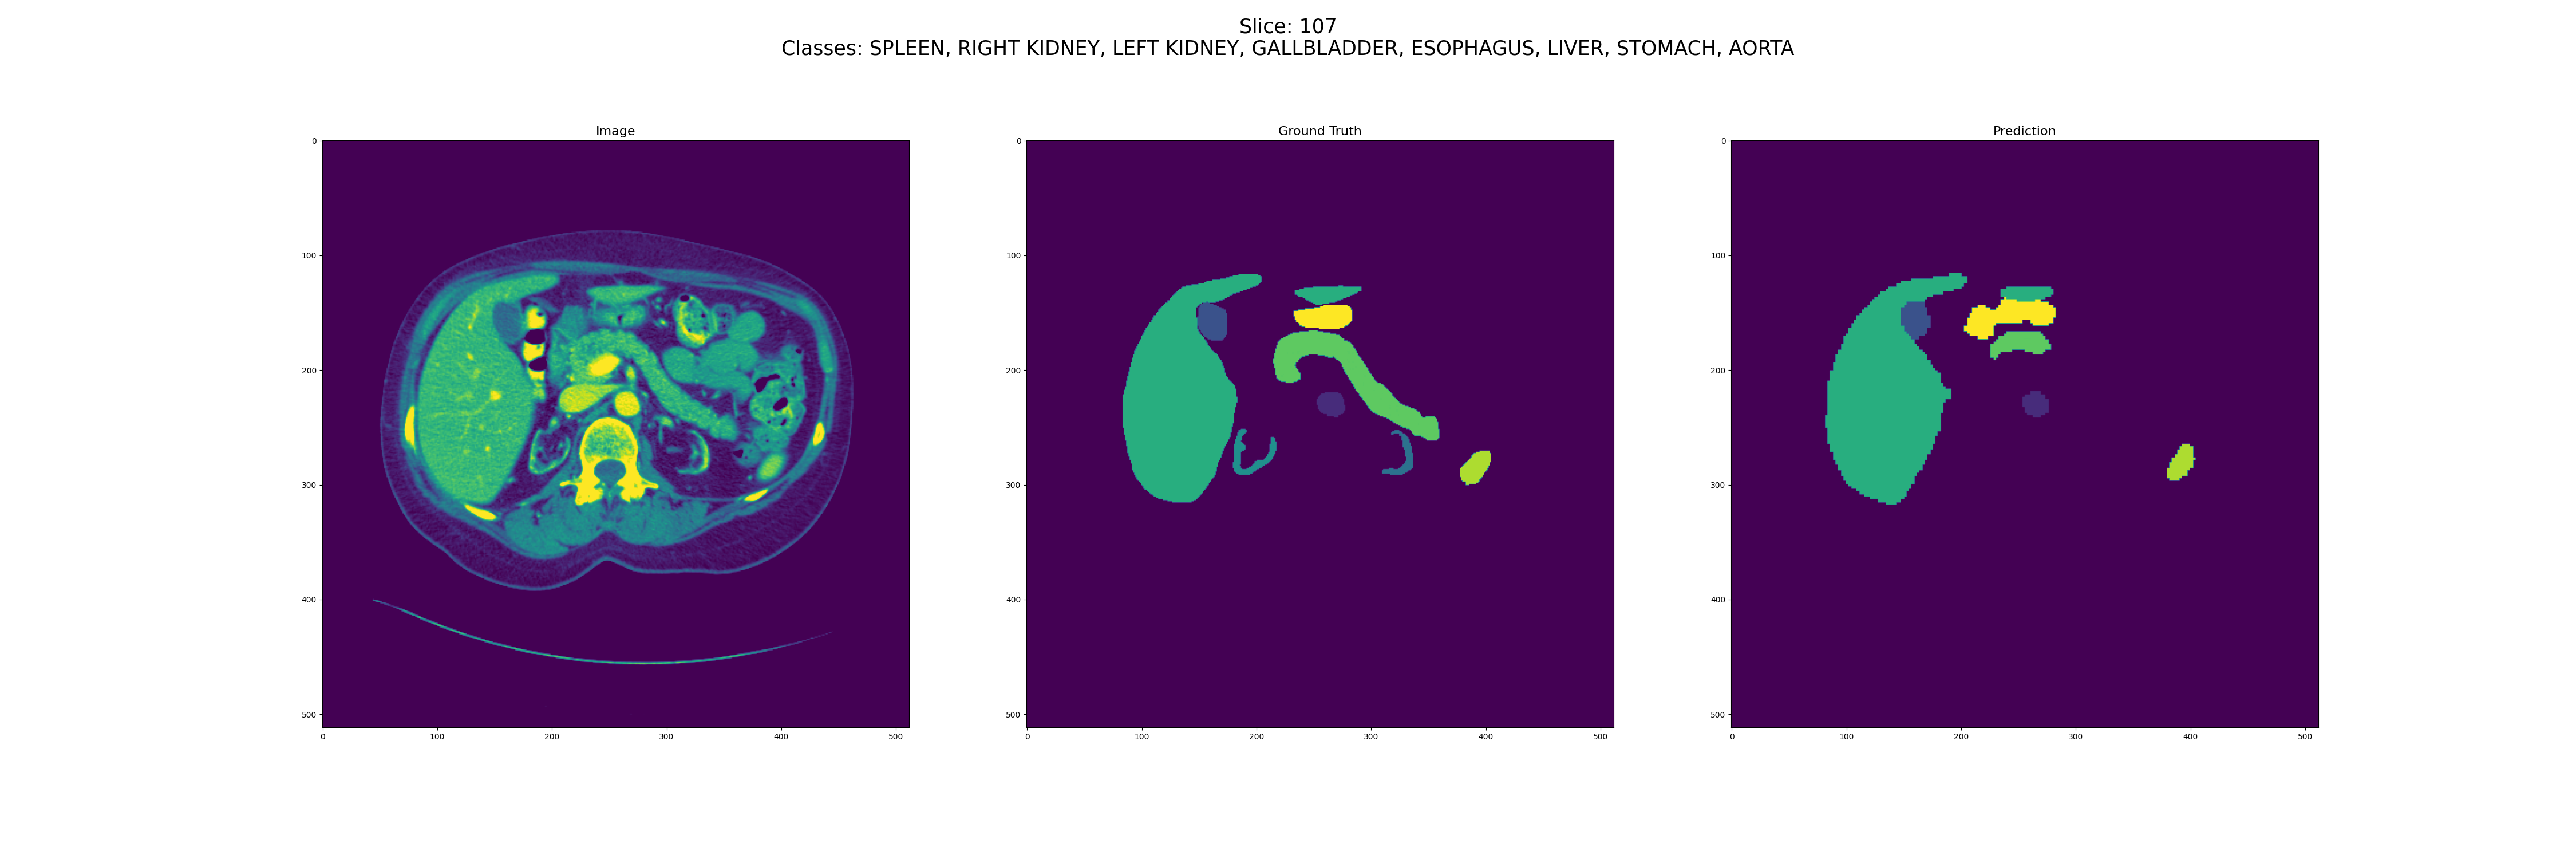 Slice: 107
Classes: SPLEEN, RIGHT KIDNEY, LEFT KIDNEY, GALLBLADDER, ESOPHAGUS, LIVER, STOMACH, AORTA
Image
0
100
200
300
400
500
0 100 200 300 400 500
Ground Truth
0
100
200
300
400
500
0 100 200 300 400 500
Prediction
0
100
200
300
400
500
0 100 200 300 400 500